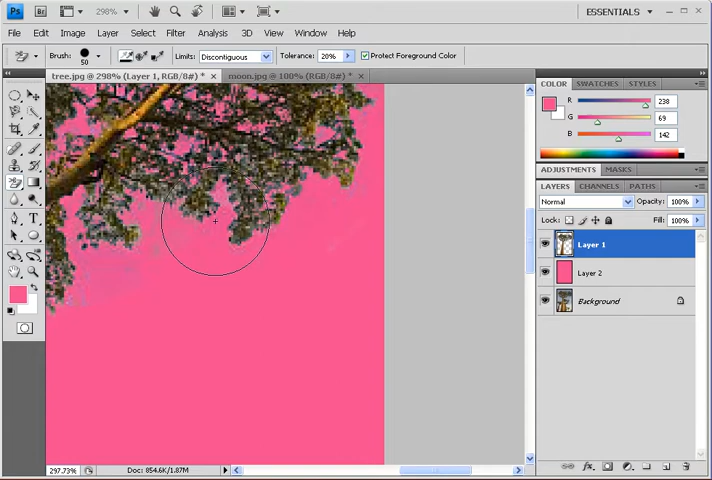 Ps Br 298% ESSENTIALS
File Edit Image Layer Select Filter Analysis 3D View Window Help
Brush: 50 Limits: Discontiguous Tolerance: 20% Protect Foreground Color
tree.jpg @ 298% (Layer 1, RGB/8#) * × moon.jpg @ 100% (RGB/8#) * ×
COLOR SWATCHES STYLES
R 238
G 69
B 142
ADJUSTMENTS MASKS
LAYERS CHANNELS PATHS
Normal Opacity: 100%
Lock: Fill: 100%
Layer 1
Layer 2
Background
T
297.73% Doc: 854.6K/1.87M
fx